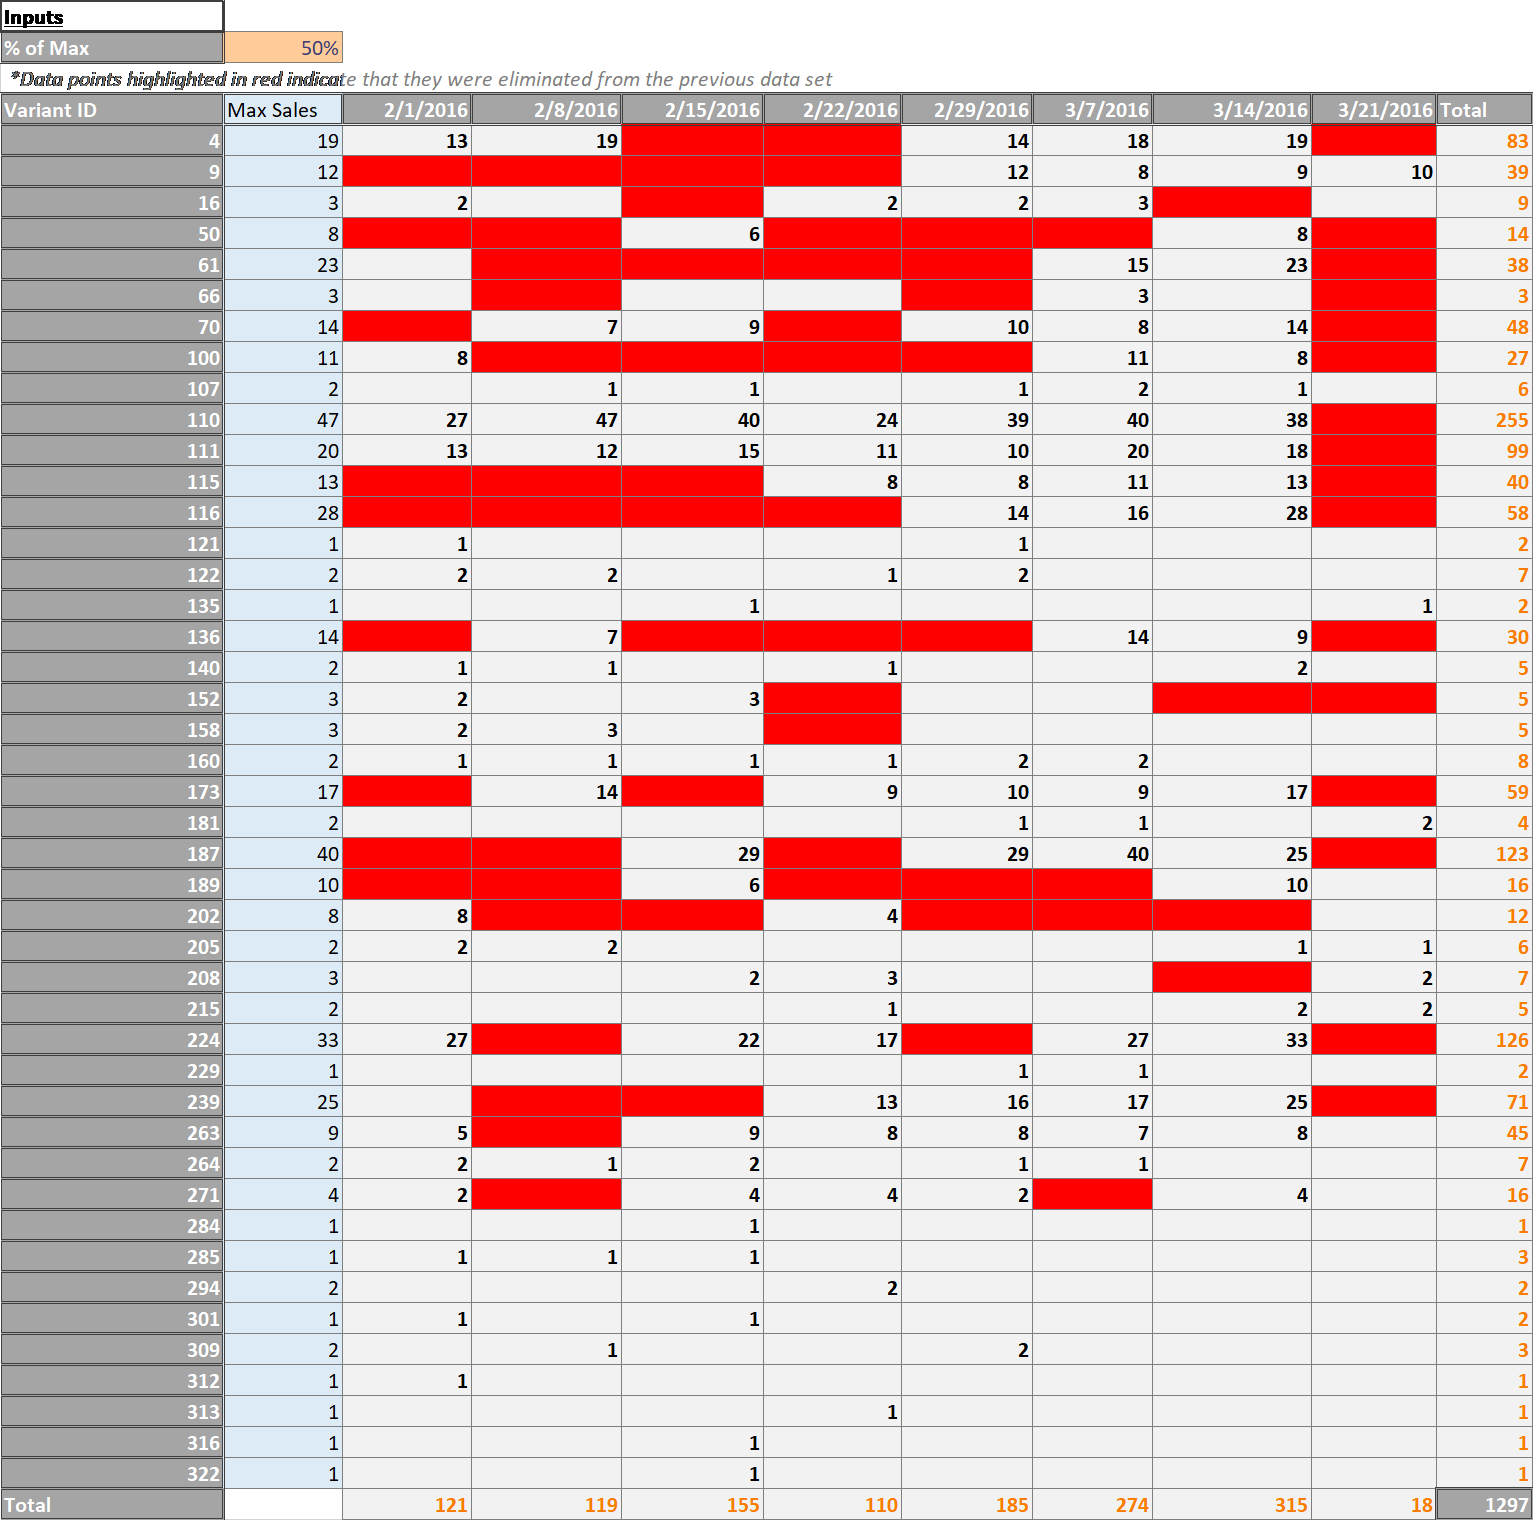 Inputs
% of Max 50%
*Data points highlighted in red indicate that they were eliminated from the previous data set
Variant ID Max Sales 2/1/2016 2/8/2016 2/15/2016 2/22/2016 2/29/2016 3/7/2016 3/14/2016 3/21/2016 Total
4 19 13 19 14 18 19 83
9 12 12 8 9 10 39
16 3 2 2 2 3 9
50 8 6 8 14
61 23 15 23 38
66 3 3 3
70 14 7 9 10 8 14 48
100 11 8 11 8 27
107 2 1 1 1 2 1 6
110 47 27 47 40 24 39 40 38 255
111 20 13 12 15 11 10 20 18 99
115 13 8 8 11 13 40
116 28 14 16 28 58
121 1 1 1 2
122 2 2 2 1 2 7
135 1 1 1 2
136 14 7 14 9 30
140 2 1 1 1 2 5
152 3 2 3 5
158 3 2 3 5
160 2 1 1 1 1 2 2 8
173 17 14 9 10 9 17 59
181 2 1 1 2 4
187 40 29 29 40 25 123
189 10 6 10 16
202 8 8 4 12
205 2 2 2 1 1 6
208 3 2 3 2 7
215 2 1 2 2 5
224 33 27 22 17 27 33 126
229 1 1 1 2
239 25 13 16 17 25 71
263 9 5 9 8 8 7 8 45
264 2 2 1 2 1 1 7
271 4 2 4 4 2 4 16
284 1 1 1
285 1 1 1 1 3
294 2 2 2
301 1 1 1 2
309 2 1 2 3
312 1 1 1
313 1 1 1
316 1 1 1
322 1 1 1
Total 121 119 155 110 185 274 315 18 1297